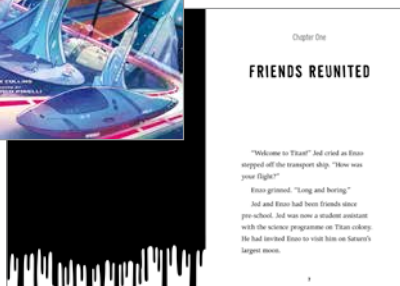 COLLINS
Chapter One
FRIENDS REUNITED
"Welcome to Titan!" Jed cried as Enzo
stepped off the transport ship. "How was
your flight?"
Enzo grinned. "Long and boring."
Jed and Enzo had been friends since
pre-school. Jed was now a student assistant
with the science programme on Titan colony.
He had invited Enzo to visit him on Saturn's
largest moon.